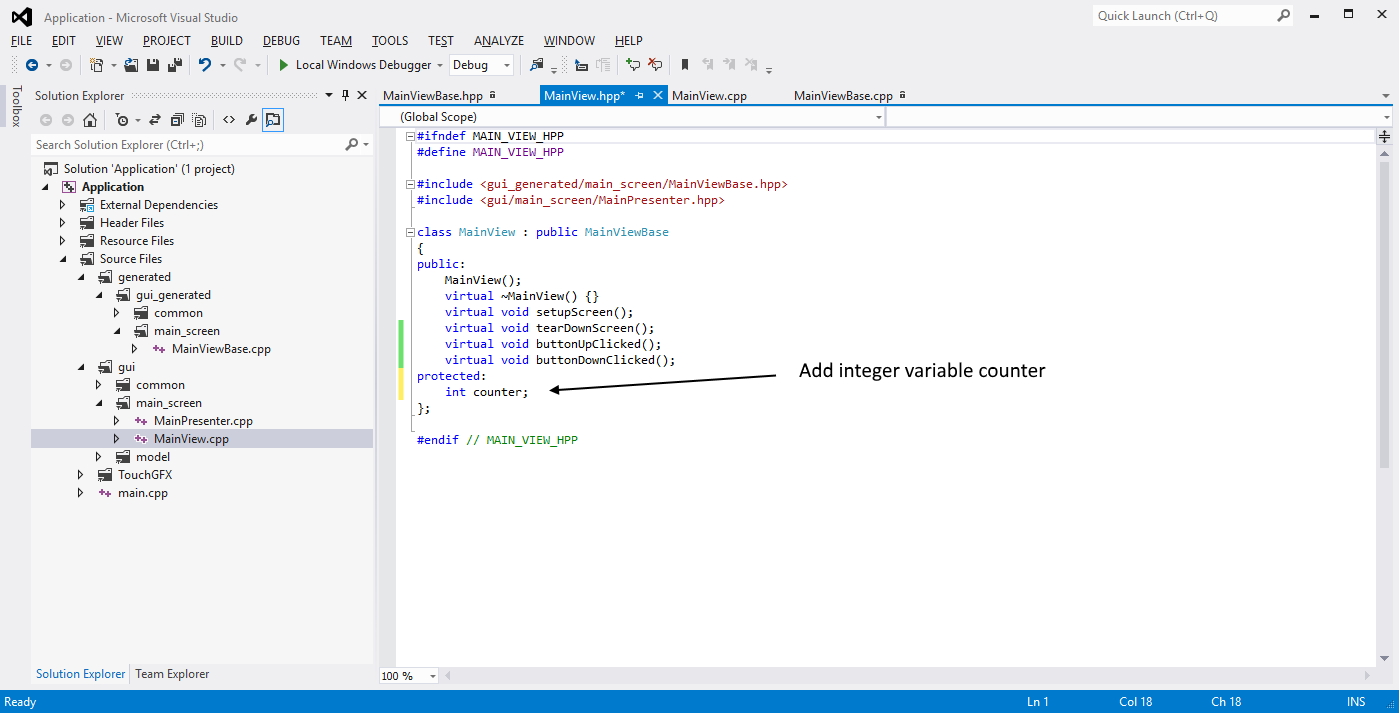 Application - Microsoft Visual Studio
Quick Launch (Ctrl+Q)
FILE EDIT VIEW PROJECT BUILD DEBUG TEAM TOOLS TEST ANALYZE WINDOW HELP
Local Windows Debugger Debug
Toolbox
Solution Explorer
MainViewBase.hpp MainView.hpp* MainView.cpp MainViewBase.cpp
(Global Scope)
Search Solution Explorer (Ctrl+;)
Solution 'Application' (1 project)
Application
External Dependencies
Header Files
Resource Files
Source Files
generated
gui_generated
common
main_screen
MainViewBase.cpp
gui
common
main_screen
MainPresenter.cpp
MainView.cpp
model
TouchGFX
main.cpp
Solution Explorer Team Explorer
#ifndef MAIN_VIEW_HPP
#define MAIN_VIEW_HPP
#include <gui_generated/main_screen/MainViewBase.hpp>
#include <gui/main_screen/MainPresenter.hpp>
class MainView : public MainViewBase
{
public:
MainView();
virtual ~MainView() {}
virtual void setupScreen();
virtual void tearDownScreen();
virtual void buttonUpClicked();
virtual void buttonDownClicked();
protected:
int counter;
};
#endif // MAIN_VIEW_HPP
Add integer variable counter
100 %
Ready Ln 1 Col 18 Ch 18 INS